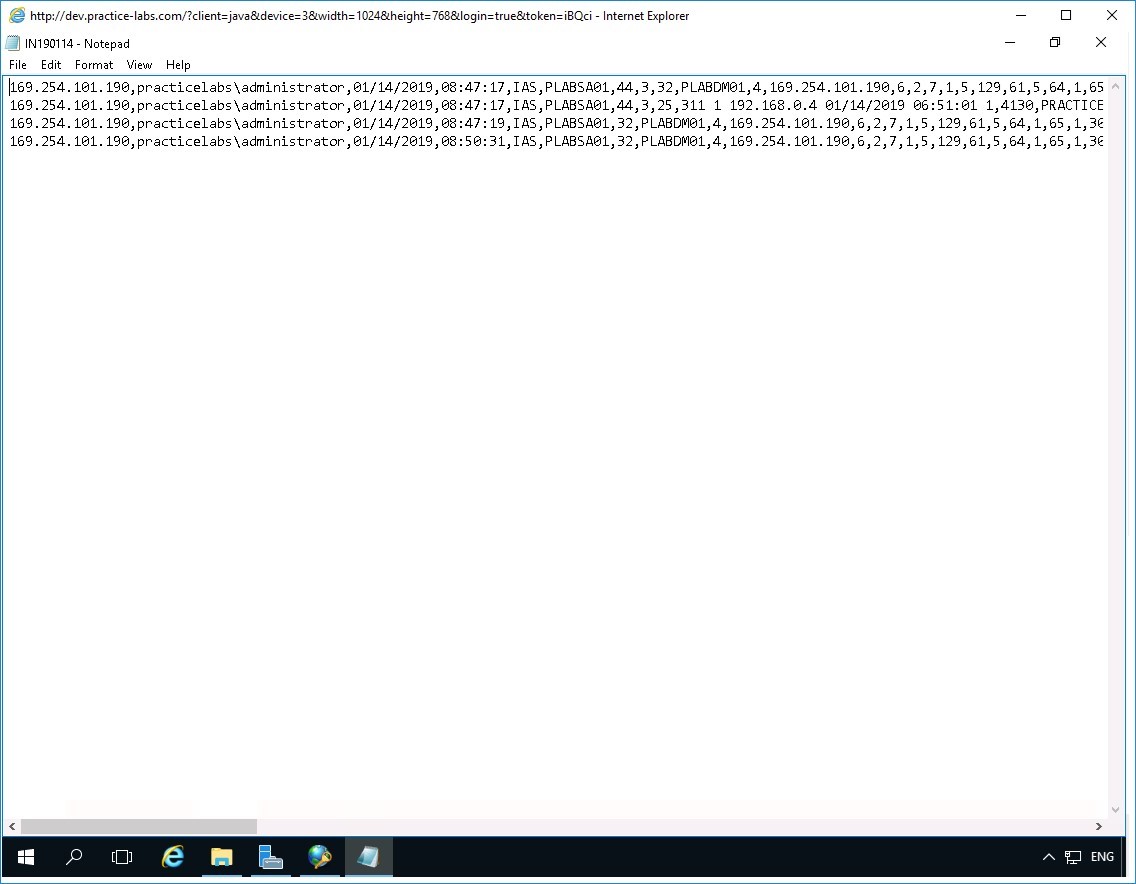 http://dev.practice-labs.com/?client=java&device=3&width=1024&height=768&login=true&token=iBQci - Internet Explorer
IN190114 - Notepad
File Edit Format View Help
169.254.101.190,practicelabs\administrator,01/14/2019,08:47:17,IAS,PLABSA01,44,3,32,PLABDM01,4,169.254.101.190,6,2,7,1,5,129,61,5,64,1,65
169.254.101.190,practicelabs\administrator,01/14/2019,08:47:17,IAS,PLABSA01,44,3,25,311 1 192.168.0.4 01/14/2019 06:51:01 1,4130,PRACTICE
169.254.101.190,practicelabs\administrator,01/14/2019,08:47:19,IAS,PLABSA01,32,PLABDM01,4,169.254.101.190,6,2,7,1,5,129,61,5,64,1,65,1,30
169.254.101.190,practicelabs\administrator,01/14/2019,08:50:31,IAS,PLABSA01,32,PLABDM01,4,169.254.101.190,6,2,7,1,5,129,61,5,64,1,65,1,30
ENG